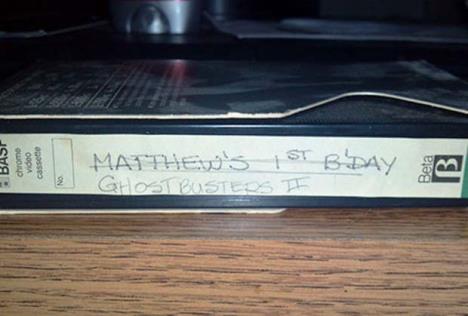 BASF
chrome
video
cassette
No.
MATTHEW'S 1ST B'DAY
GHOSTBUSTERS II
Beta
β